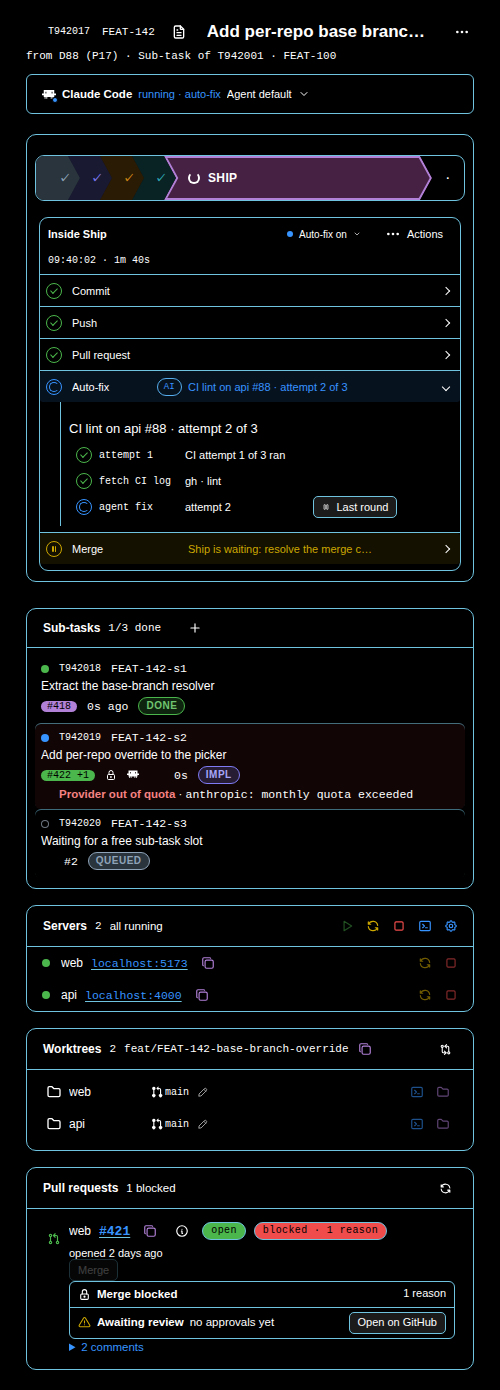 T942017 FEAT-142 Add per-repo base branc…
from D88 (P17) · Sub-task of T942001 · FEAT-100
Claude Code running · auto-fix Agent default
SHIP
Inside Ship Auto-fix on Actions
09:40:02 · 1m 40s
Commit
Push
Pull request
Auto-fix AI CI lint on api #88 · attempt 2 of 3
CI lint on api #88 · attempt 2 of 3
attempt 1 CI attempt 1 of 3 ran
fetch CI log gh · lint
agent fix attempt 2 Last round
Merge Ship is waiting: resolve the merge c…
Sub-tasks 1/3 done
T942018 FEAT-142-s1
Extract the base-branch resolver
#418 0s ago DONE
T942019 FEAT-142-s2
Add per-repo override to the picker
#422 +1 0s IMPL
Provider out of quota · anthropic: monthly quota exceeded
T942020 FEAT-142-s3
Waiting for a free sub-task slot
#2 QUEUED
Servers 2 all running
web localhost:5173
api localhost:4000
Worktrees 2 feat/FEAT-142-base-branch-override
web main
api main
Pull requests 1 blocked
web #421 open blocked · 1 reason
opened 2 days ago
Merge
Merge blocked 1 reason
Awaiting review no approvals yet Open on GitHub
2 comments